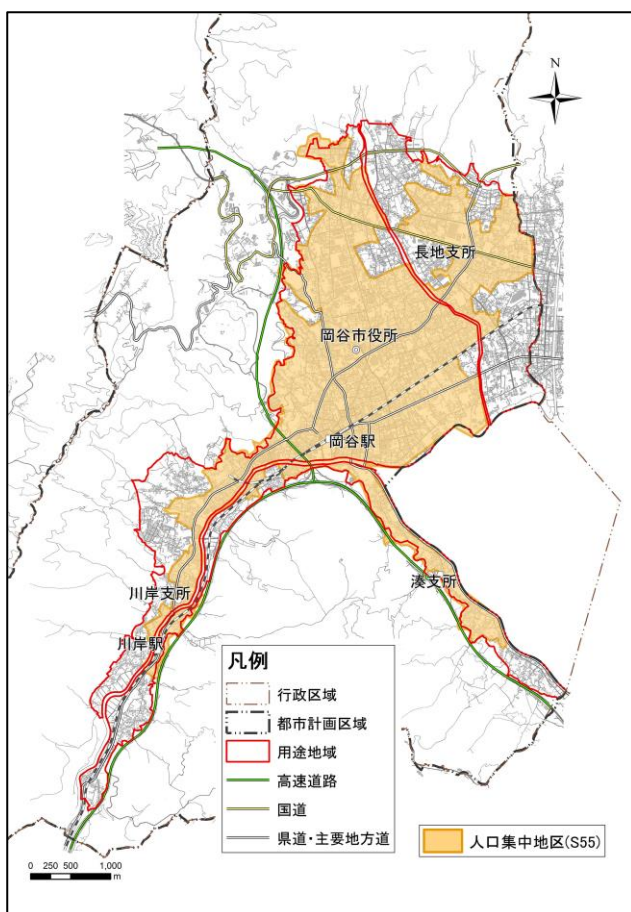 N
長地支所
岡谷市役所
岡谷駅
川岸支所
湊支所
川岸駅
凡例
行政区域
都市計画区域
用途地域
高速道路
国道
県道・主要地方道
人口集中地区(S55)
0 250 500 1,000
m